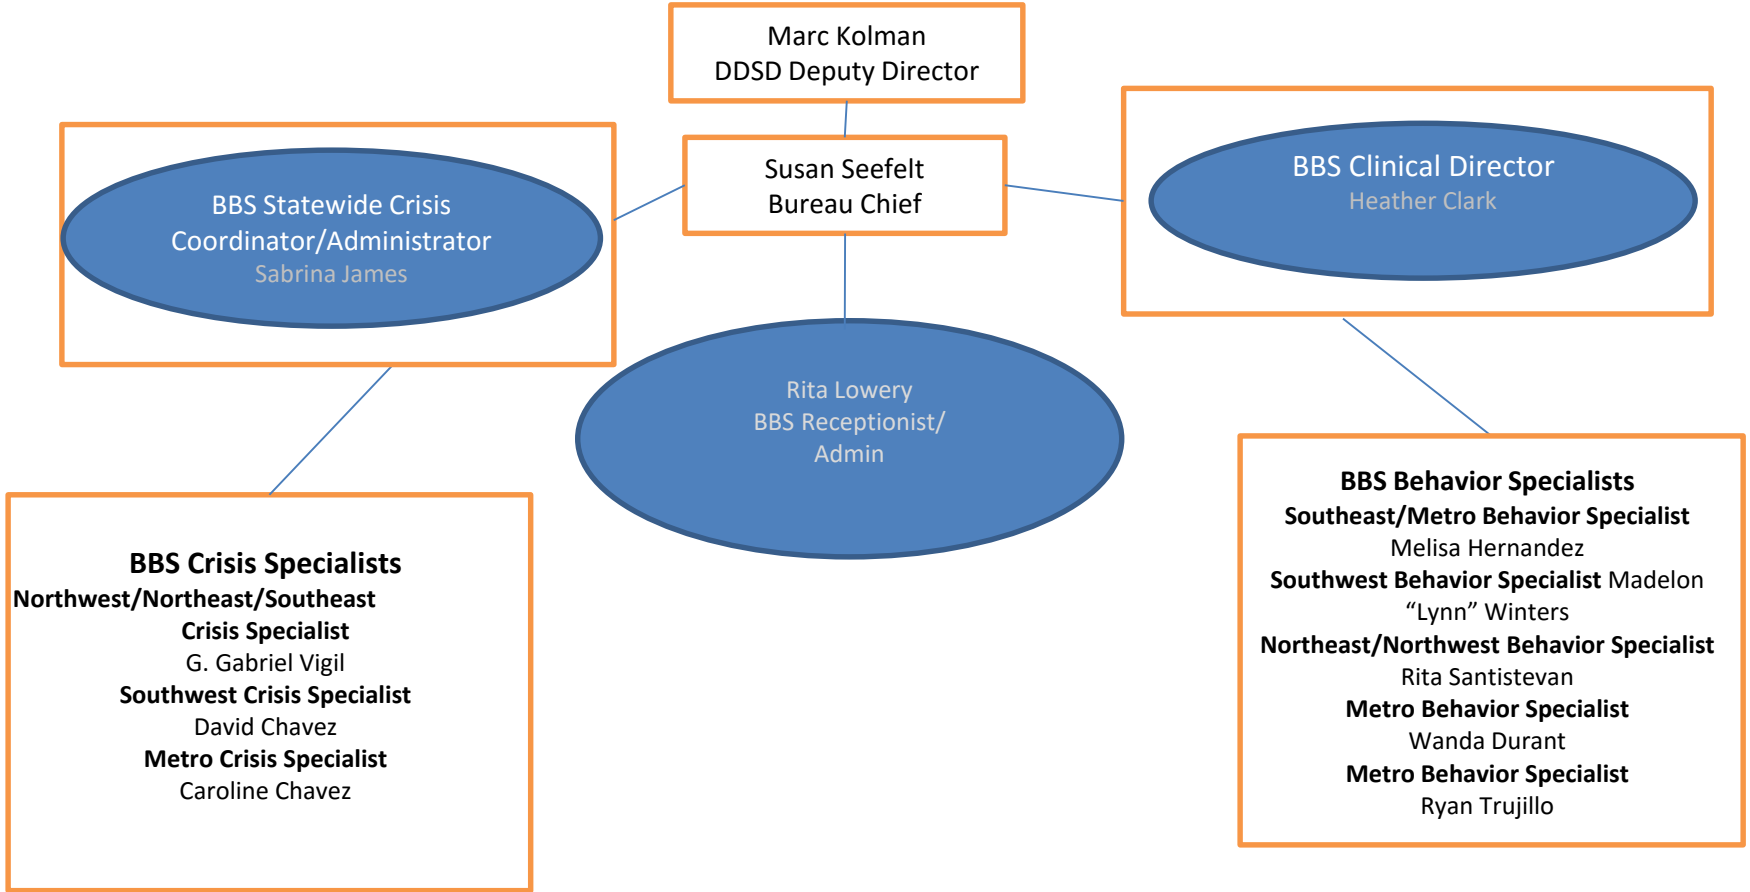 Marc Kolman
DDSD Deputy Director
Susan Seefelt
Bureau Chief
BBS Statewide Crisis
Coordinator/Administrator
Sabrina James
BBS Clinical Director
Heather Clark
Rita Lowery
BBS Receptionist/
Admin
BBS Crisis Specialists
Northwest/Northeast/Southeast
Crisis Specialist
G. Gabriel Vigil
Southwest Crisis Specialist
David Chavez
Metro Crisis Specialist
Caroline Chavez
BBS Behavior Specialists
Southeast/Metro Behavior Specialist
Melisa Hernandez
Southwest Behavior Specialist Madelon
“Lynn” Winters
Northeast/Northwest Behavior Specialist
Rita Santistevan
Metro Behavior Specialist
Wanda Durant
Metro Behavior Specialist
Ryan Trujillo